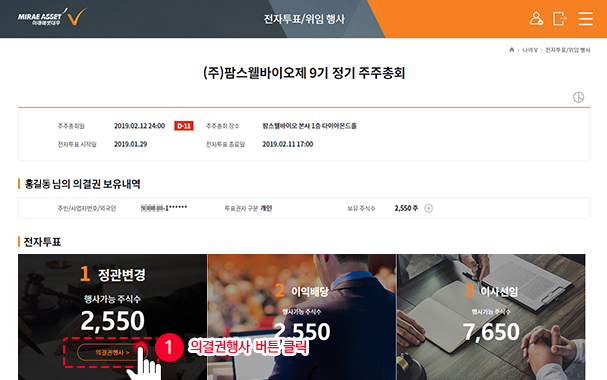 MIRAE ASSET
미래에셋대우
전자투표/위임 행사
나의 V > 전자투표/위임 행사
(주)팜스웰바이오제 9기 정기 주주총회
주주총회일 2019.02.12 24:00 D-11 주주총회 장소 팜스웰바이오 본사 1층 다이아몬드홀
전자투표 시작일 2019.01.29 전자투표 종료일 2019.02.11 17:00
홍길동 님의 의결권 보유내역
주민/사업자번호/외국인 -1****** 투표권자 구분 개인 보유 주식수 2,550 주
전자투표
1 정관변경
행사가능 주식수
2,550
의결권행사 >
1 의결권행사 버튼 클릭
2 이익배당
행사가능 주식수
2,550
3 이사선임
행사가능 주식수
7,650